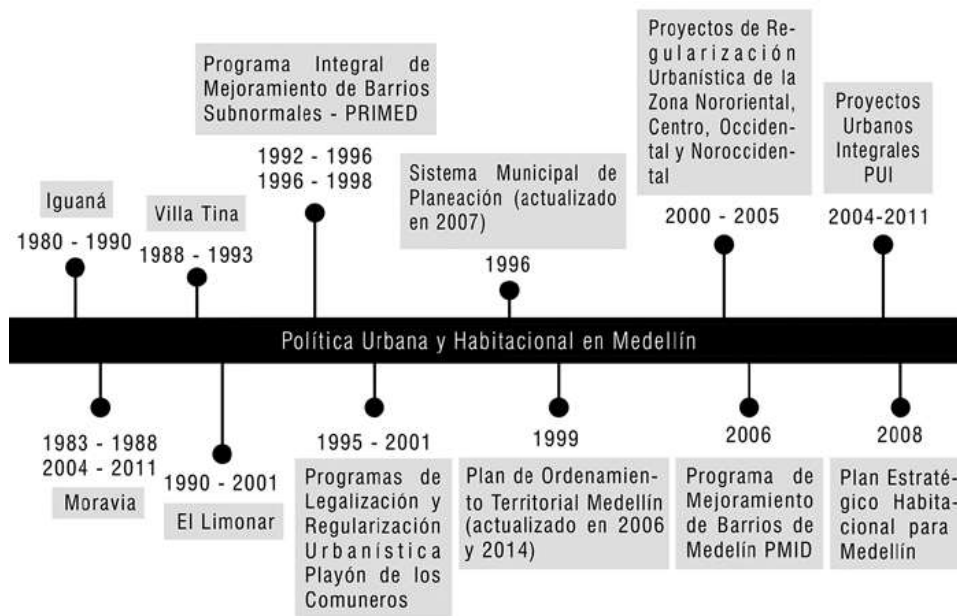 Iguaná
1980 - 1990
Villa Tina
1988 - 1993
Programa Integral de
Mejoramiento de Barrios
Subnormales - PRIMED
1992 - 1996
1996 - 1998
Sistema Municipal de
Planeación (actualizado
en 2007)
1996
Proyectos de Re-
gularización
Urbanística de la
Zona Nororiental,
Centro, Occiden-
tal y Norocciden-
tal
2000 - 2005
Proyectos
Urbanos
Integrales
PUI
2004-2011
Política Urbana y Habitacional en Medellín
1983 - 1988
2004 - 2011
Moravia
1990 - 2001
El Limonar
1995 - 2001
Programas de
Legalización y
Regularización
Urbanística
Playón de los
Comuneros
1999
Plan de Ordenamien-
to Territorial Medellín
(actualizado en 2006
y 2014)
2006
Programa de
Mejoramiento
de Barrios de
Medelín PMID
2008
Plan Estraté-
gico Habita-
cional para
Medellín